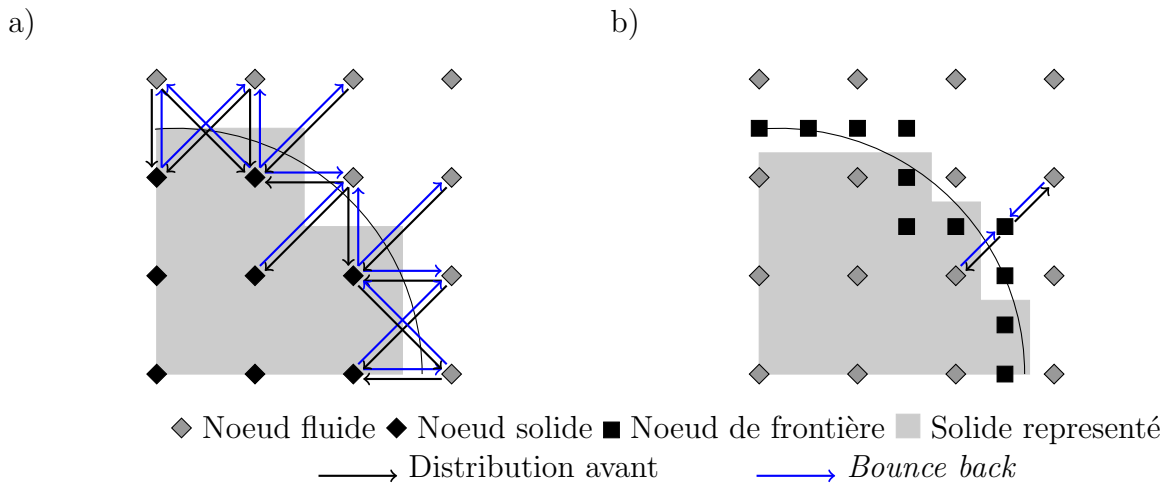 a)
b)
Noeud fluide Noeud solide Noeud de frontière Solide representé
Distribution avant Bounce back